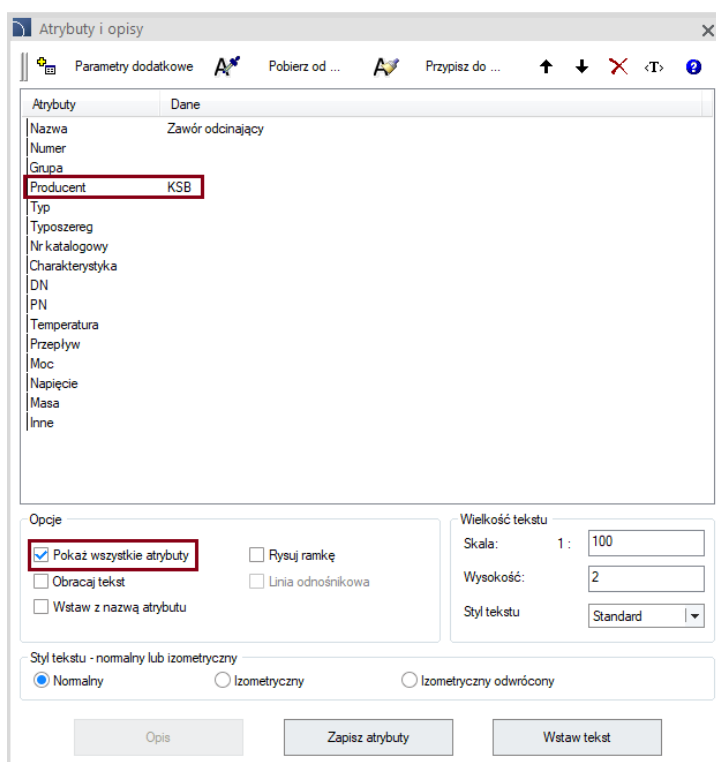 Atrybuty i opisy
Parametry dodatkowe Pobierz od ... Przypisz do ... <T> ?
Atrybuty Dane
Nazwa Zawór odcinający
Numer
Grupa
Producent KSB
Typ
Typoszereg
Nr katalogowy
Charakterystyka
DN
PN
Temperatura
Przepływ
Moc
Napięcie
Masa
Inne
Opcje
Pokaż wszystkie atrybuty Rysuj ramkę
Obracaj tekst Linia odnośnikowa
Wstaw z nazwą atrybutu
Wielkość tekstu
Skala: 1 : 100
Wysokość: 2
Styl tekstu Standard
Styl tekstu - normalny lub izometryczny
Normalny Izometryczny Izometryczny odwrócony
Opis Zapisz atrybuty Wstaw tekst